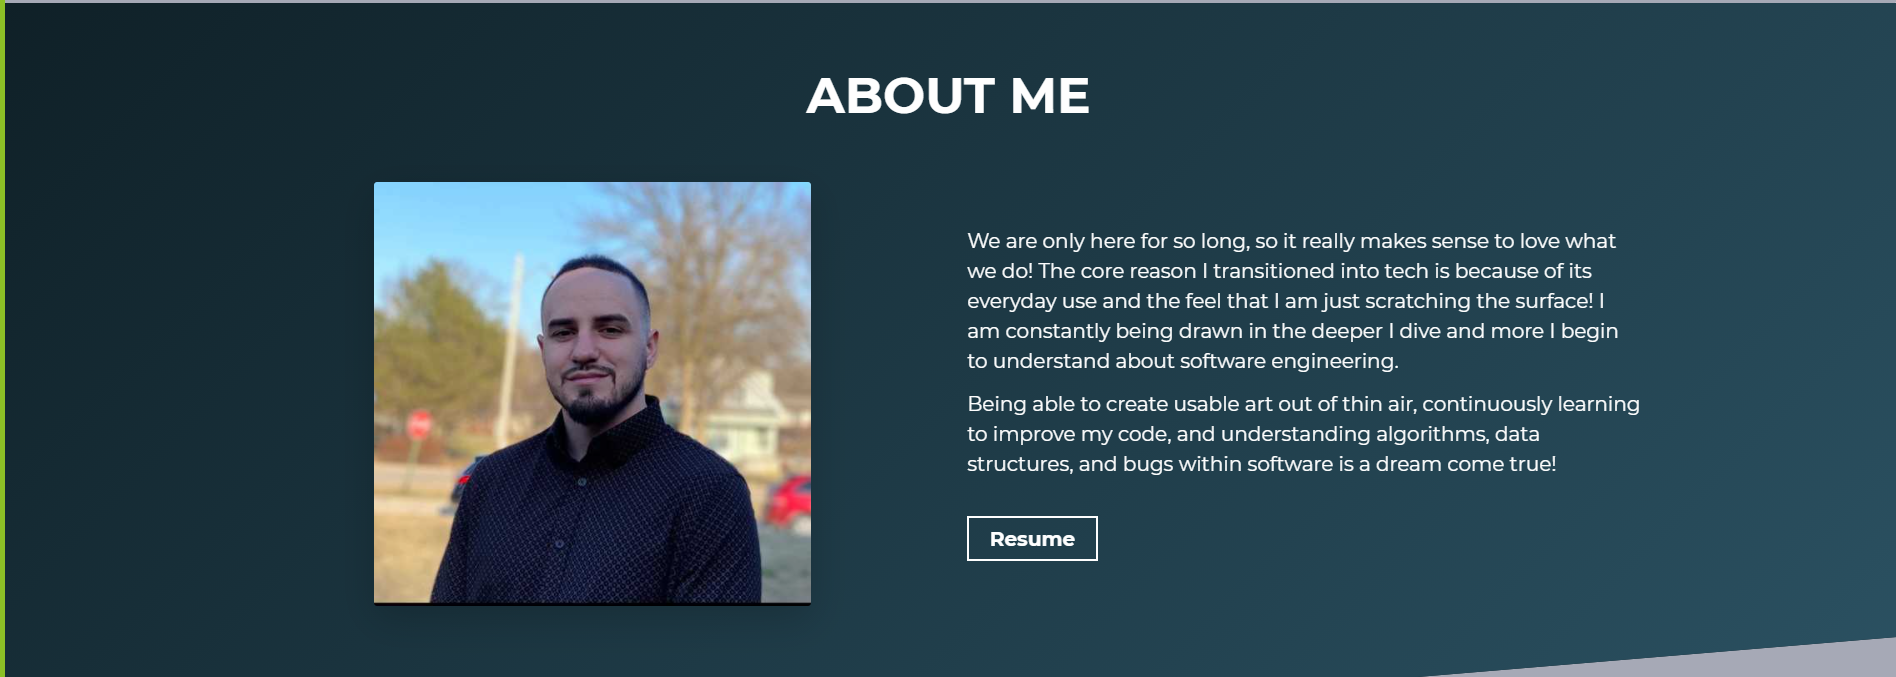 ABOUT ME
We are only here for so long, so it really makes sense to love what
we do! The core reason I transitioned into tech is because of its
everyday use and the feel that I am just scratching the surface! I
am constantly being drawn in the deeper I dive and more I begin
to understand about software engineering.
Being able to create usable art out of thin air, continuously learning
to improve my code, and understanding algorithms, data
structures, and bugs within software is a dream come true!
Resume